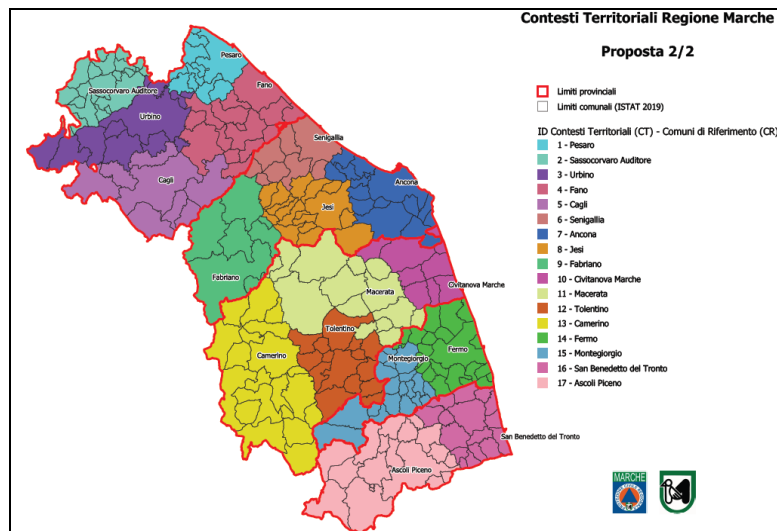 Contesti Territoriali Regione Marche
Proposta 2/2
Limiti provinciali
Limiti comunali (ISTAT 2019)
ID Contesti Territoriali (CT) - Comuni di Riferimento (CR)
1 - Pesaro
2 - Sassocorvaro Auditore
3 - Urbino
4 - Fano
5 - Cagli
6 - Senigallia
7 - Ancona
8 - Jesi
9 - Fabriano
10 - Civitanova Marche
11 - Macerata
12 - Tolentino
13 - Camerino
14 - Fermo
15 - Montegiorgio
16 - San Benedetto del Tronto
17 - Ascoli Piceno
Pesaro
Sassocorvaro Auditore
Fano
Urbino
Senigallia
Cagli
Ancona
Jesi
Fabriano
Civitanova Marche
Macerata
Tolentino
Camerino
Montegiorgio
Fermo
San Benedetto del Tronto
Ascoli Piceno
MARCHE